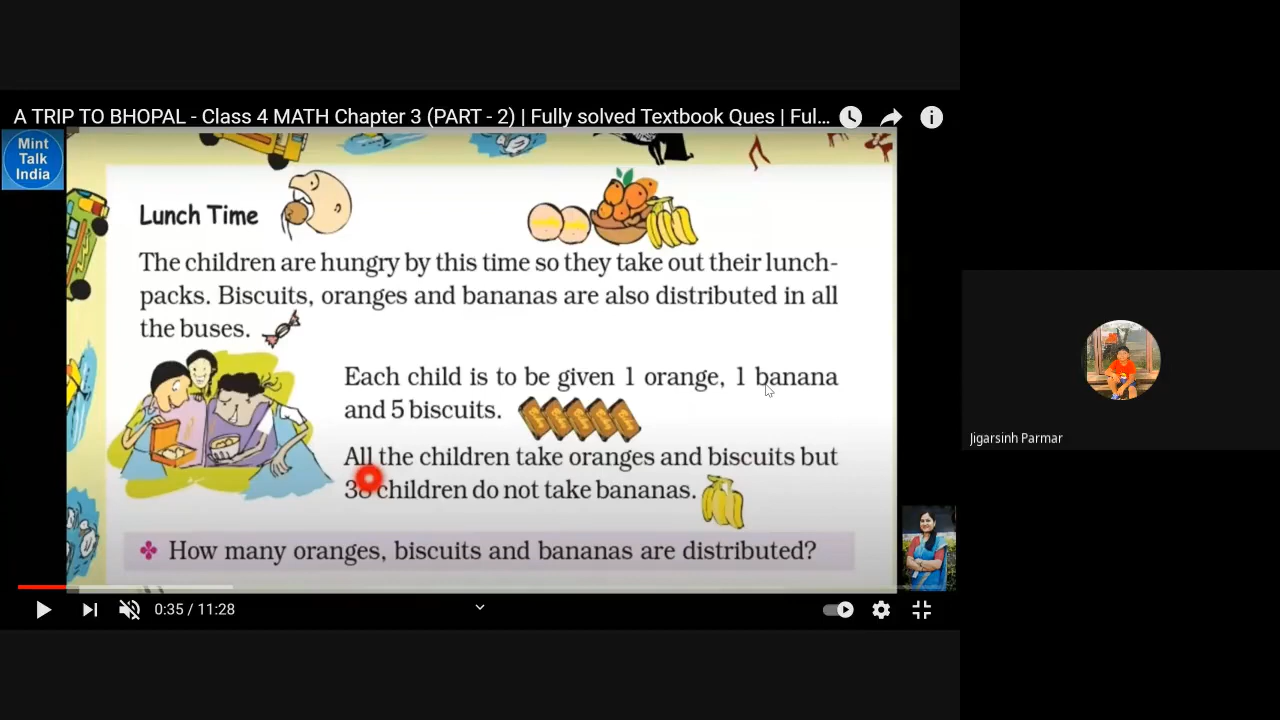 A TRIP TO BHOPAL - Class 4 MATH Chapter 3 (PART - 2) | Fully solved Textbook Ques | Ful...
Mint
Talk
India
Lunch Time
The children are hungry by this time so they take out their lunch-
packs. Biscuits, oranges and bananas are also distributed in all
the buses.
Each child is to be given 1 orange, 1 banana
and 5 biscuits.
All the children take oranges and biscuits but
children do not take bananas.
❖ How many oranges, biscuits and bananas are distributed?
0:35 / 11:28
Jigarsinh Parmar